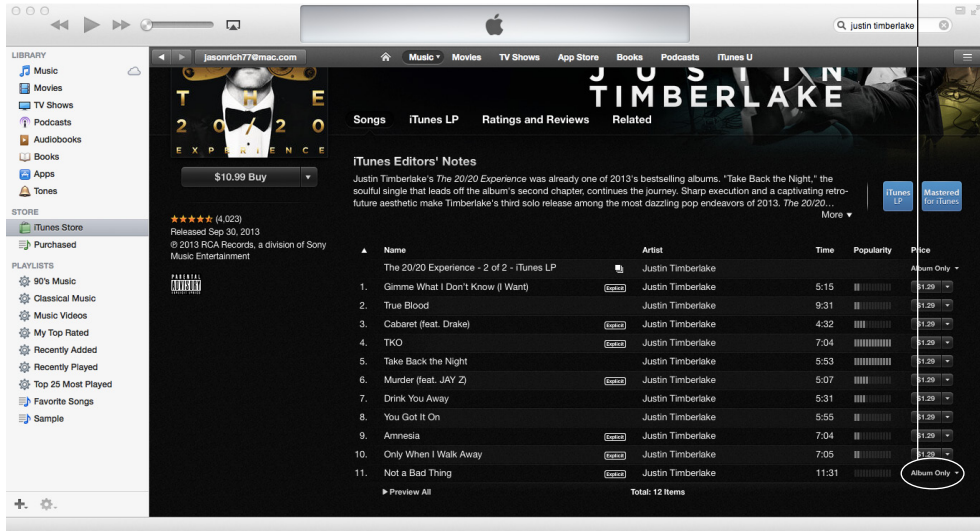 justin timberlake
LIBRARY
Music
Movies
TV Shows
Podcasts
Audiobooks
Books
Apps
Tones
STORE
iTunes Store
Purchased
PLAYLISTS
90's Music
Classical Music
Music Videos
My Top Rated
Recently Added
Recently Played
Top 25 Most Played
Favorite Songs
Sample
jasonrich77@mac.com
Music Movies TV Shows App Store Books Podcasts iTunes U
THE
20/20
EXPERIENCE
JUSTIN
TIMBERLAKE
Songs iTunes LP Ratings and Reviews Related
$10.99 Buy
(4,023)
Released Sep 30, 2013
℗ 2013 RCA Records, a division of Sony
Music Entertainment
PARENTAL
ADVISORY
EXPLICIT LYRICS
iTunes Editors' Notes
Justin Timberlake's The 20/20 Experience was already one of 2013's bestselling albums. "Take Back the Night," the
soulful single that leads off the album's second chapter, continues the journey. Sharp execution and a captivating retro-
future aesthetic make Timberlake's third solo release among the most dazzling pop endeavors of 2013. The 20/20...
More
iTunes
LP
Mastered
for iTunes
Name Artist Time Popularity Price
The 20/20 Experience - 2 of 2 - iTunes LP Justin Timberlake Album Only
1. Gimme What I Don't Know (I Want) Explicit Justin Timberlake 5:15 $1.29
2. True Blood Justin Timberlake 9:31 $1.29
3. Cabaret (feat. Drake) Explicit Justin Timberlake 4:32 $1.29
4. TKO Explicit Justin Timberlake 7:04 $1.29
5. Take Back the Night Justin Timberlake 5:53 $1.29
6. Murder (feat. JAY Z) Explicit Justin Timberlake 5:07 $1.29
7. Drink You Away Justin Timberlake 5:31 $1.29
8. You Got It On Justin Timberlake 5:55 $1.29
9. Amnesia Explicit Justin Timberlake 7:04 $1.29
10. Only When I Walk Away Explicit Justin Timberlake 7:05 $1.29
11. Not a Bad Thing Explicit Justin Timberlake 11:31 Album Only
Preview All Total: 12 Items